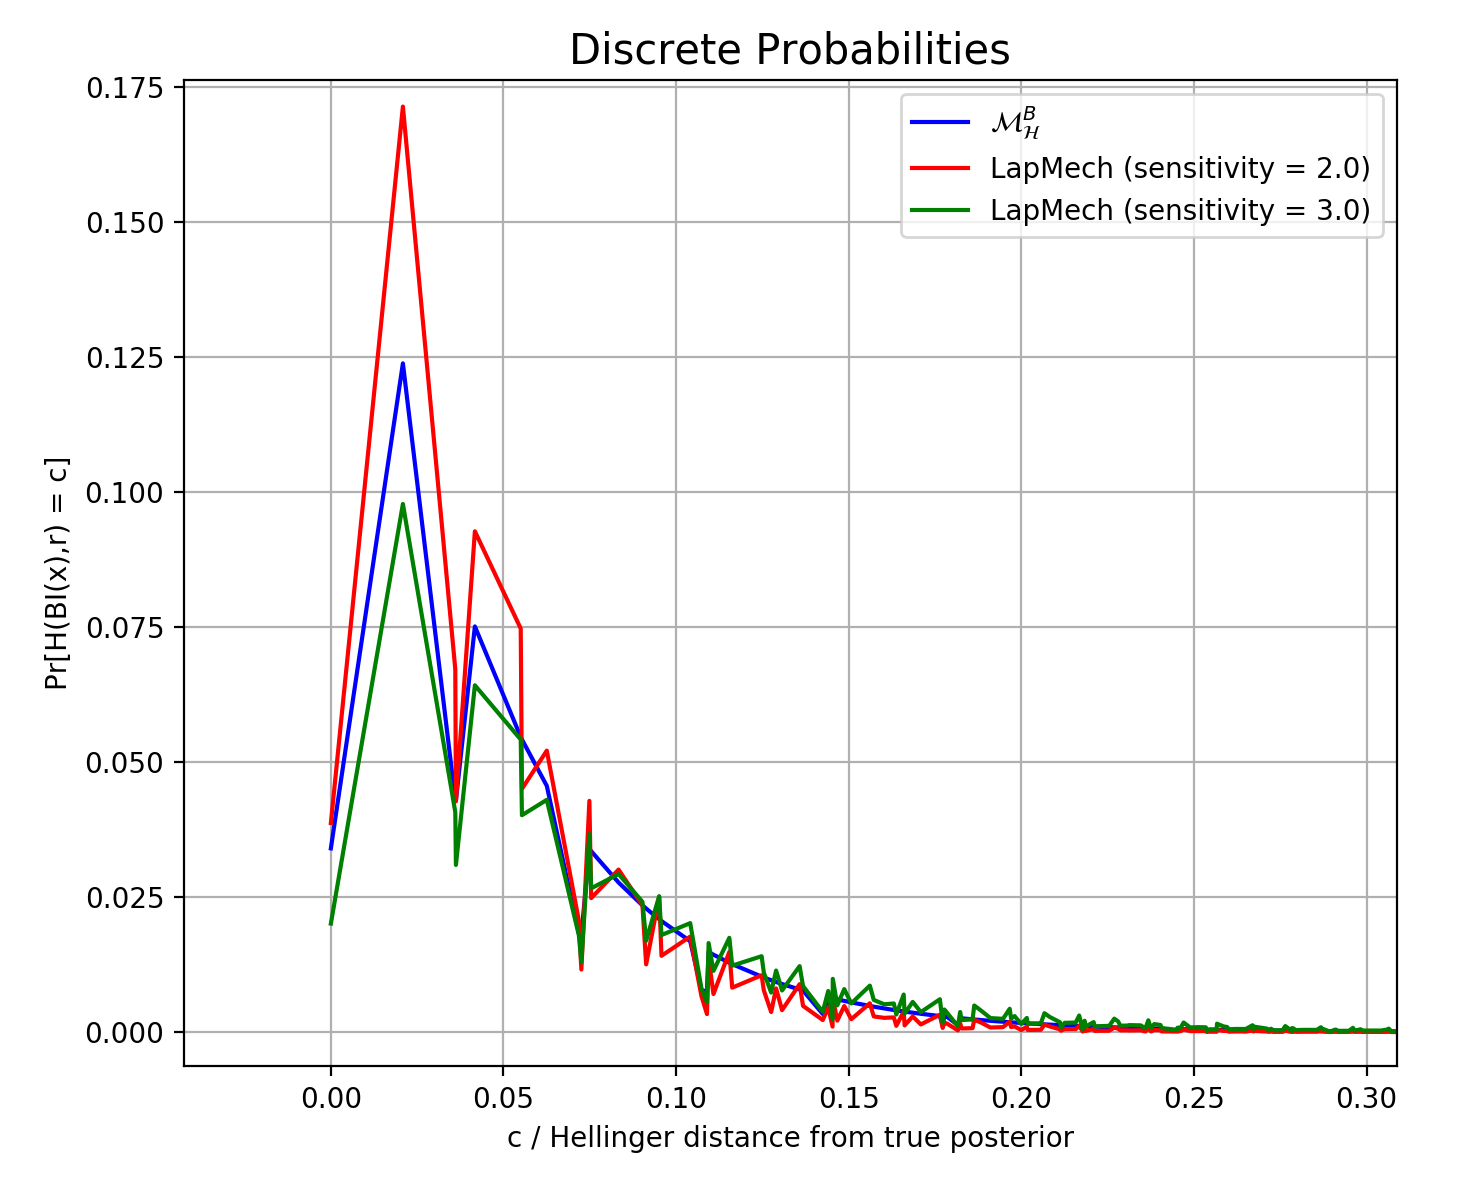 Discrete Probabilities
0.175
0.150
0.125
0.100
0.075
0.050
0.025
0.000
Pr[H(BI(x),r) = c]
ℳ_ℋ^B
LapMech (sensitivity = 2.0)
LapMech (sensitivity = 3.0)
0.00 0.05 0.10 0.15 0.20 0.25 0.30
c / Hellinger distance from true posterior